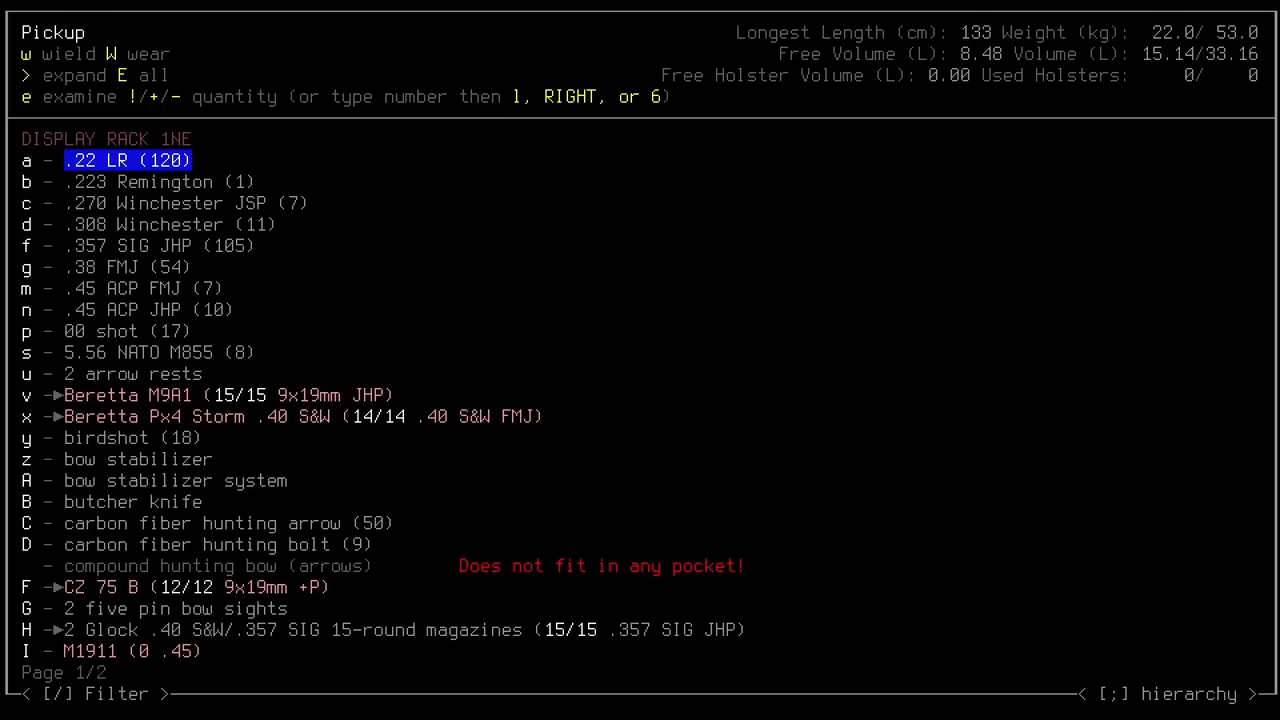 Pickup Longest Length (cm): 133 Weight (kg): 22.0/ 53.0
w wield W wear Free Volume (L): 8.48 Volume (L): 15.14/33.16
> expand E all Free Holster Volume (L): 0.00 Used Holsters: 0/ 0
e examine !/+/- quantity (or type number then l, RIGHT, or 6)
DISPLAY RACK 1NE
a - .22 LR (120)
b - .223 Remington (1)
c - .270 Winchester JSP (7)
d - .308 Winchester (11)
f - .357 SIG JHP (105)
g - .38 FMJ (54)
m - .45 ACP FMJ (7)
n - .45 ACP JHP (10)
p - 00 shot (17)
s - 5.56 NATO M855 (8)
u - 2 arrow rests
v -▶Beretta M9A1 (15/15 9x19mm JHP)
x -▶Beretta Px4 Storm .40 S&W (14/14 .40 S&W FMJ)
y - birdshot (18)
z - bow stabilizer
A - bow stabilizer system
B - butcher knife
C - carbon fiber hunting arrow (50)
D - carbon fiber hunting bolt (9)
- compound hunting bow (arrows) Does not fit in any pocket!
F -▶CZ 75 B (12/12 9x19mm +P)
G - 2 five pin bow sights
H -▶2 Glock .40 S&W/.357 SIG 15-round magazines (15/15 .357 SIG JHP)
I - M1911 (0 .45)
Page 1/2
< [/] Filter > < [;] hierarchy >